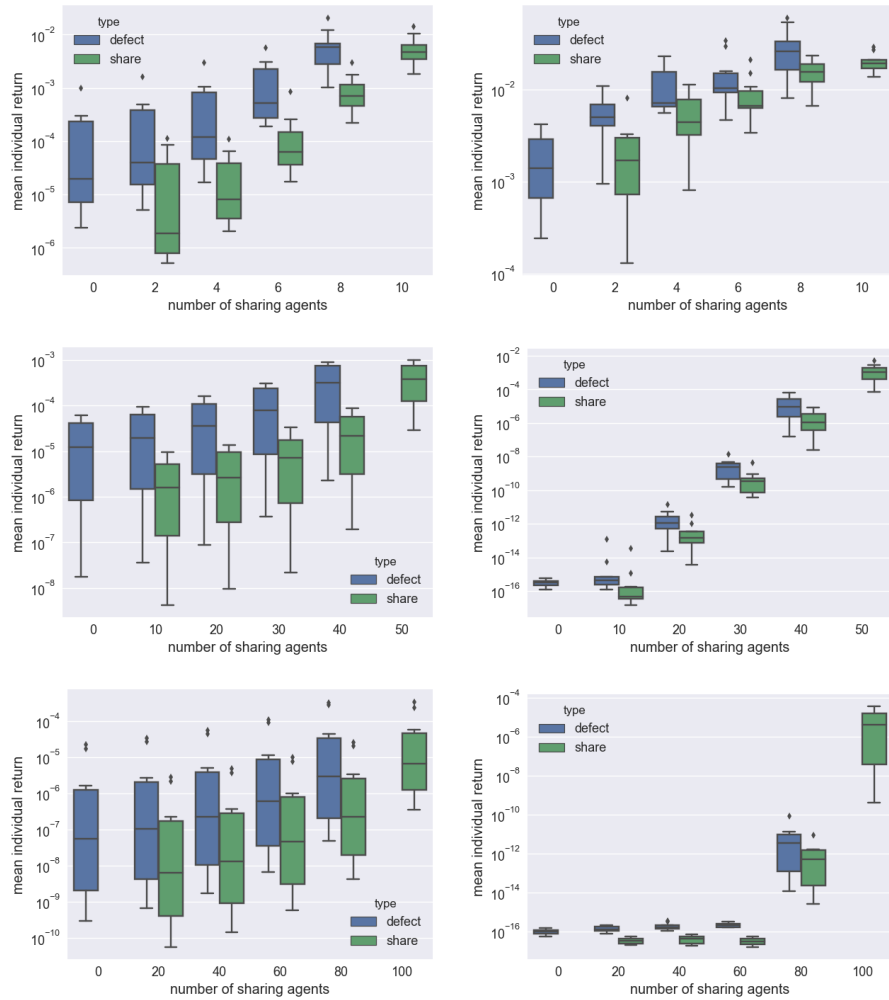 type
defect
share
mean individual return
10⁻²
10⁻³
10⁻⁴
10⁻⁵
10⁻⁶
0 2 4 6 8 10
number of sharing agents
type
defect
share
mean individual return
10⁻²
10⁻³
10⁻⁴
0 2 4 6 8 10
number of sharing agents
mean individual return
10⁻³
10⁻⁴
10⁻⁵
10⁻⁶
10⁻⁷
10⁻⁸
type
defect
share
0 10 20 30 40 50
number of sharing agents
type
defect
share
mean individual return
10⁻²
10⁻⁴
10⁻⁶
10⁻⁸
10⁻¹⁰
10⁻¹²
10⁻¹⁴
10⁻¹⁶
0 10 20 30 40 50
number of sharing agents
mean individual return
10⁻⁴
10⁻⁵
10⁻⁶
10⁻⁷
10⁻⁸
10⁻⁹
10⁻¹⁰
type
defect
share
0 20 40 60 80 100
number of sharing agents
type
defect
share
mean individual return
10⁻⁴
10⁻⁶
10⁻⁸
10⁻¹⁰
10⁻¹²
10⁻¹⁴
10⁻¹⁶
0 20 40 60 80 100
number of sharing agents